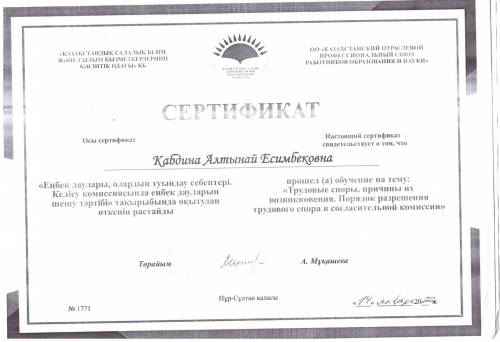 «ҚАЗАҚСТАНДЫҚ САЛАЛЫҚ БІЛІМ
ЖӘНЕ ҒЫЛЫМ ҚЫЗМЕТКЕРЛЕРІНІҢ
КӘСІПТІК ОДАҒЫ» ҚБ
ОО «КАЗАХСТАНСКИЙ ОТРАСЛЕВОЙ
ПРОФЕССИОНАЛЬНЫЙ СОЮЗ
РАБОТНИКОВ ОБРАЗОВАНИЯ И НАУКИ»
СЕРТИФИКАТ
Осы сертификат
Настоящий сертификат
свидетельствует о том, что
Кабдина Алтынай Есимбековна
«Еңбек даулары, олардың туындау себептері.
Келісу комиссиясында еңбек дауларын
шешу тәртібі» тақырыбында оқытудан
өткенін растайды
прошел (а) обучение на тему:
«Трудовые споры, причины их
возникновения. Порядок разрешения
трудового спора в согласительной комиссии»
Төрайым
А. Мұқашева
Нұр-Сұлтан қаласы
№ 1771